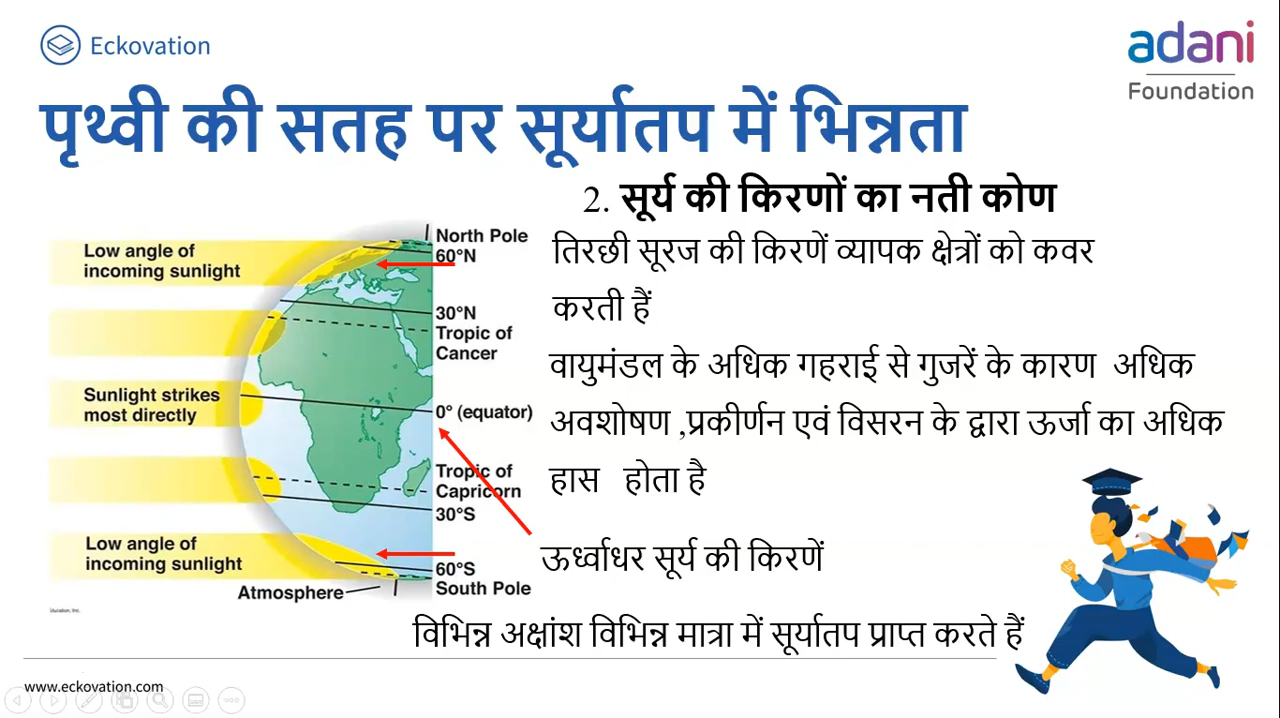 Eckovation
adani
Foundation
पृथ्वी की सतह पर सूर्यातप में भिन्नता
2. सूर्य की किरणों का नती कोण
Low angle of
incoming sunlight
Sunlight strikes
most directly
Low angle of
incoming sunlight
Atmosphere
North Pole
60°N
30°N
Tropic of
Cancer
0° (equator)
Tropic of
Capricorn
30°S
60°S
South Pole
तिरछी सूरज की किरणें व्यापक क्षेत्रों को कवर
करती हैं
वायुमंडल के अधिक गहराई से गुजरें के कारण अधिक
अवशोषण ,प्रकीर्णन एवं विसरन के द्वारा ऊर्जा का अधिक
हास होता है
ऊर्ध्वाधर सूर्य की किरणें
विभिन्न अक्षांश विभिन्न मात्रा में सूर्यातप प्राप्त करते हैं
www.eckovation.com